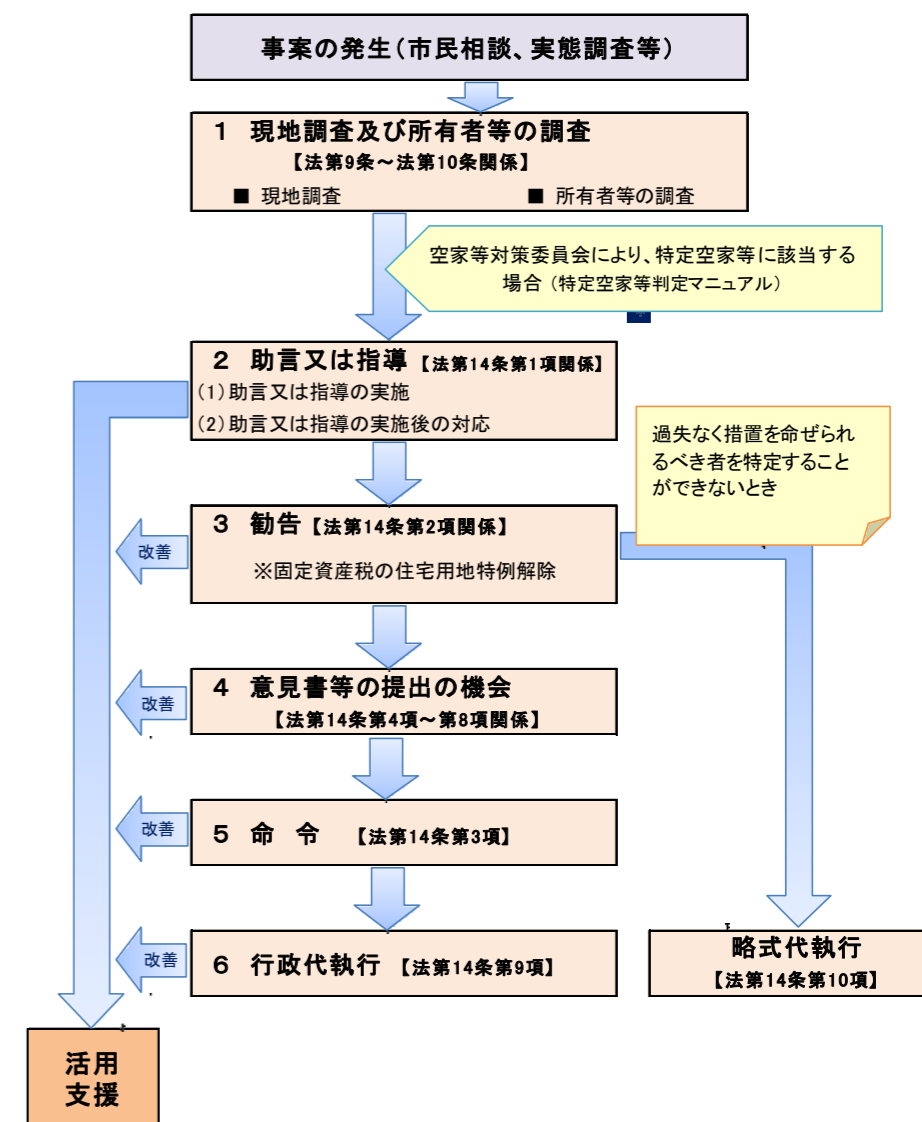 事案の発生（市民相談、実態調査等）
１ 現地調査及び所有者等の調査
【法第9条～法第10条関係】
■ 現地調査 ■ 所有者等の調査
空家等対策委員会により、特定空家等に該当する
場合（特定空家等判定マニュアル）
２ 助言又は指導【法第14条第1項関係】
(1)助言又は指導の実施
(2)助言又は指導の実施後の対応
過失なく措置を命ぜられ
るべき者を特定すること
ができないとき
３ 勧告【法第14条第2項関係】
※固定資産税の住宅用地特例解除
改善
４ 意見書等の提出の機会
【法第14条第4項～第8項関係】
改善
５ 命 令 【法第14条第3項】
改善
６ 行政代執行 【法第14条第9項】
改善
略式代執行
【法第14条第10項】
活用
支援